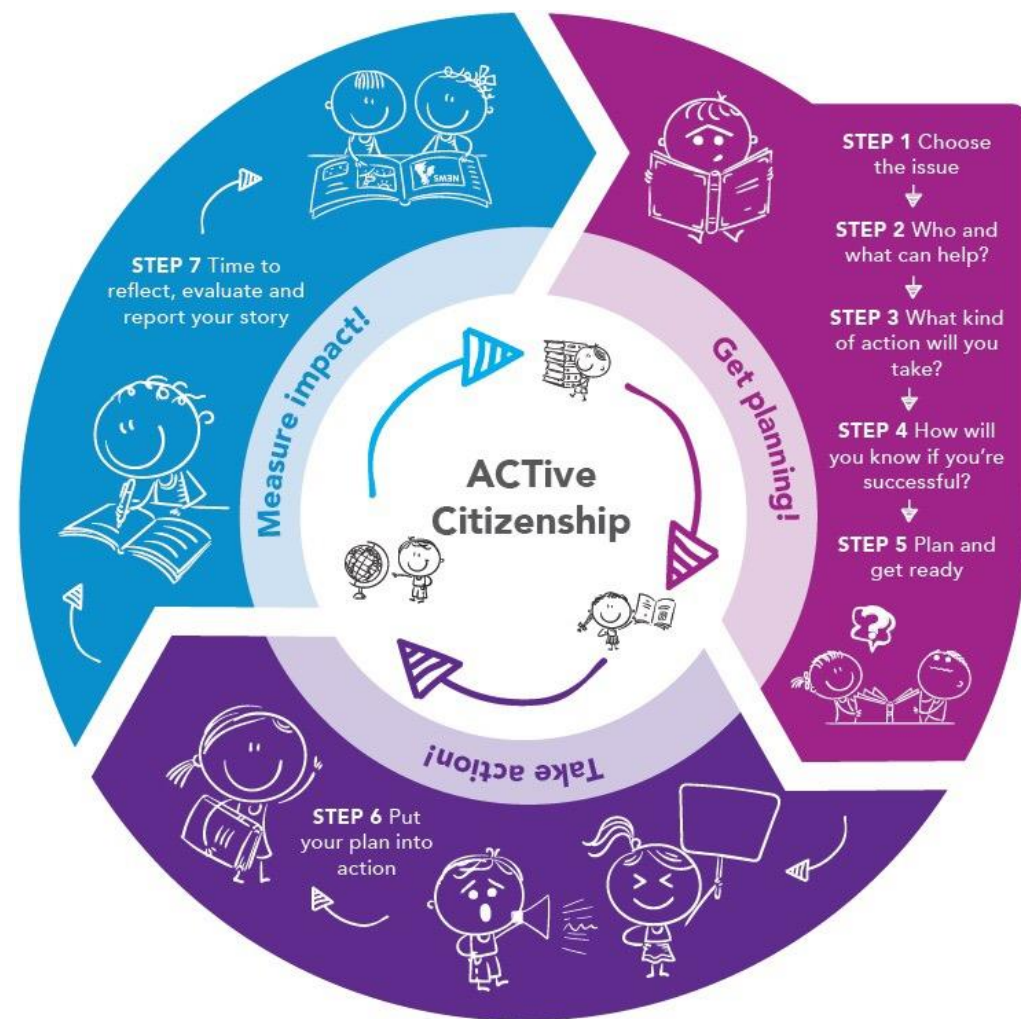 STEP 1 Choose
the issue
STEP 2 Who and
what can help?
STEP 3 What kind
of action will you
take?
STEP 4 How will
you know if you're
successful?
STEP 5 Plan and
get ready
?
Get planning!
STEP 6 Put
your plan into
action
Take action!
STEP 7 Time to
reflect, evaluate and
report your story
NEWS
Measure impact!
ACTive
Citizenship